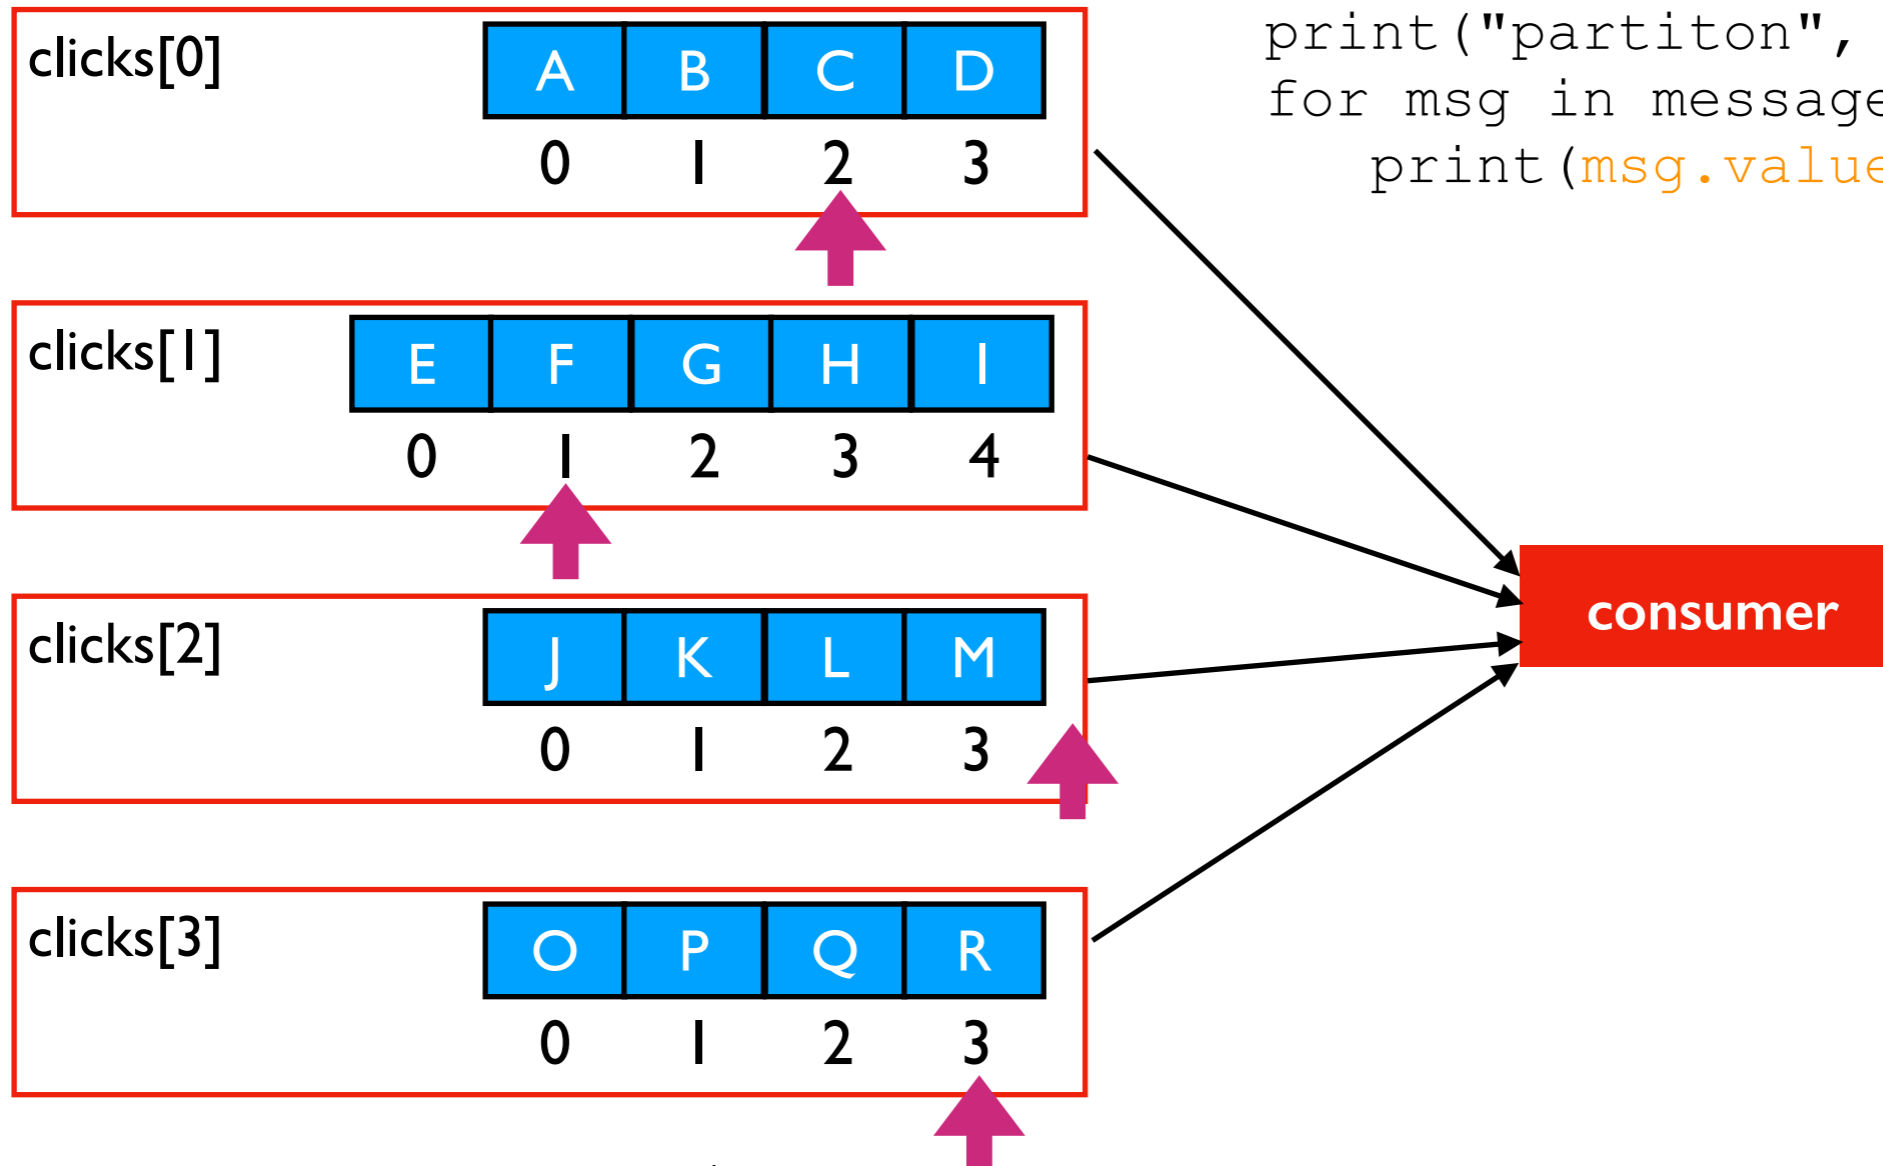 print("partiton",
for msg in message
print(msg.value
clicks[0]
A B C D
0 1 2 3
clicks[1]
E F G H I
0 1 2 3 4
clicks[2]
J K L M
0 1 2 3
consumer
clicks[3]
O P Q R
0 1 2 3